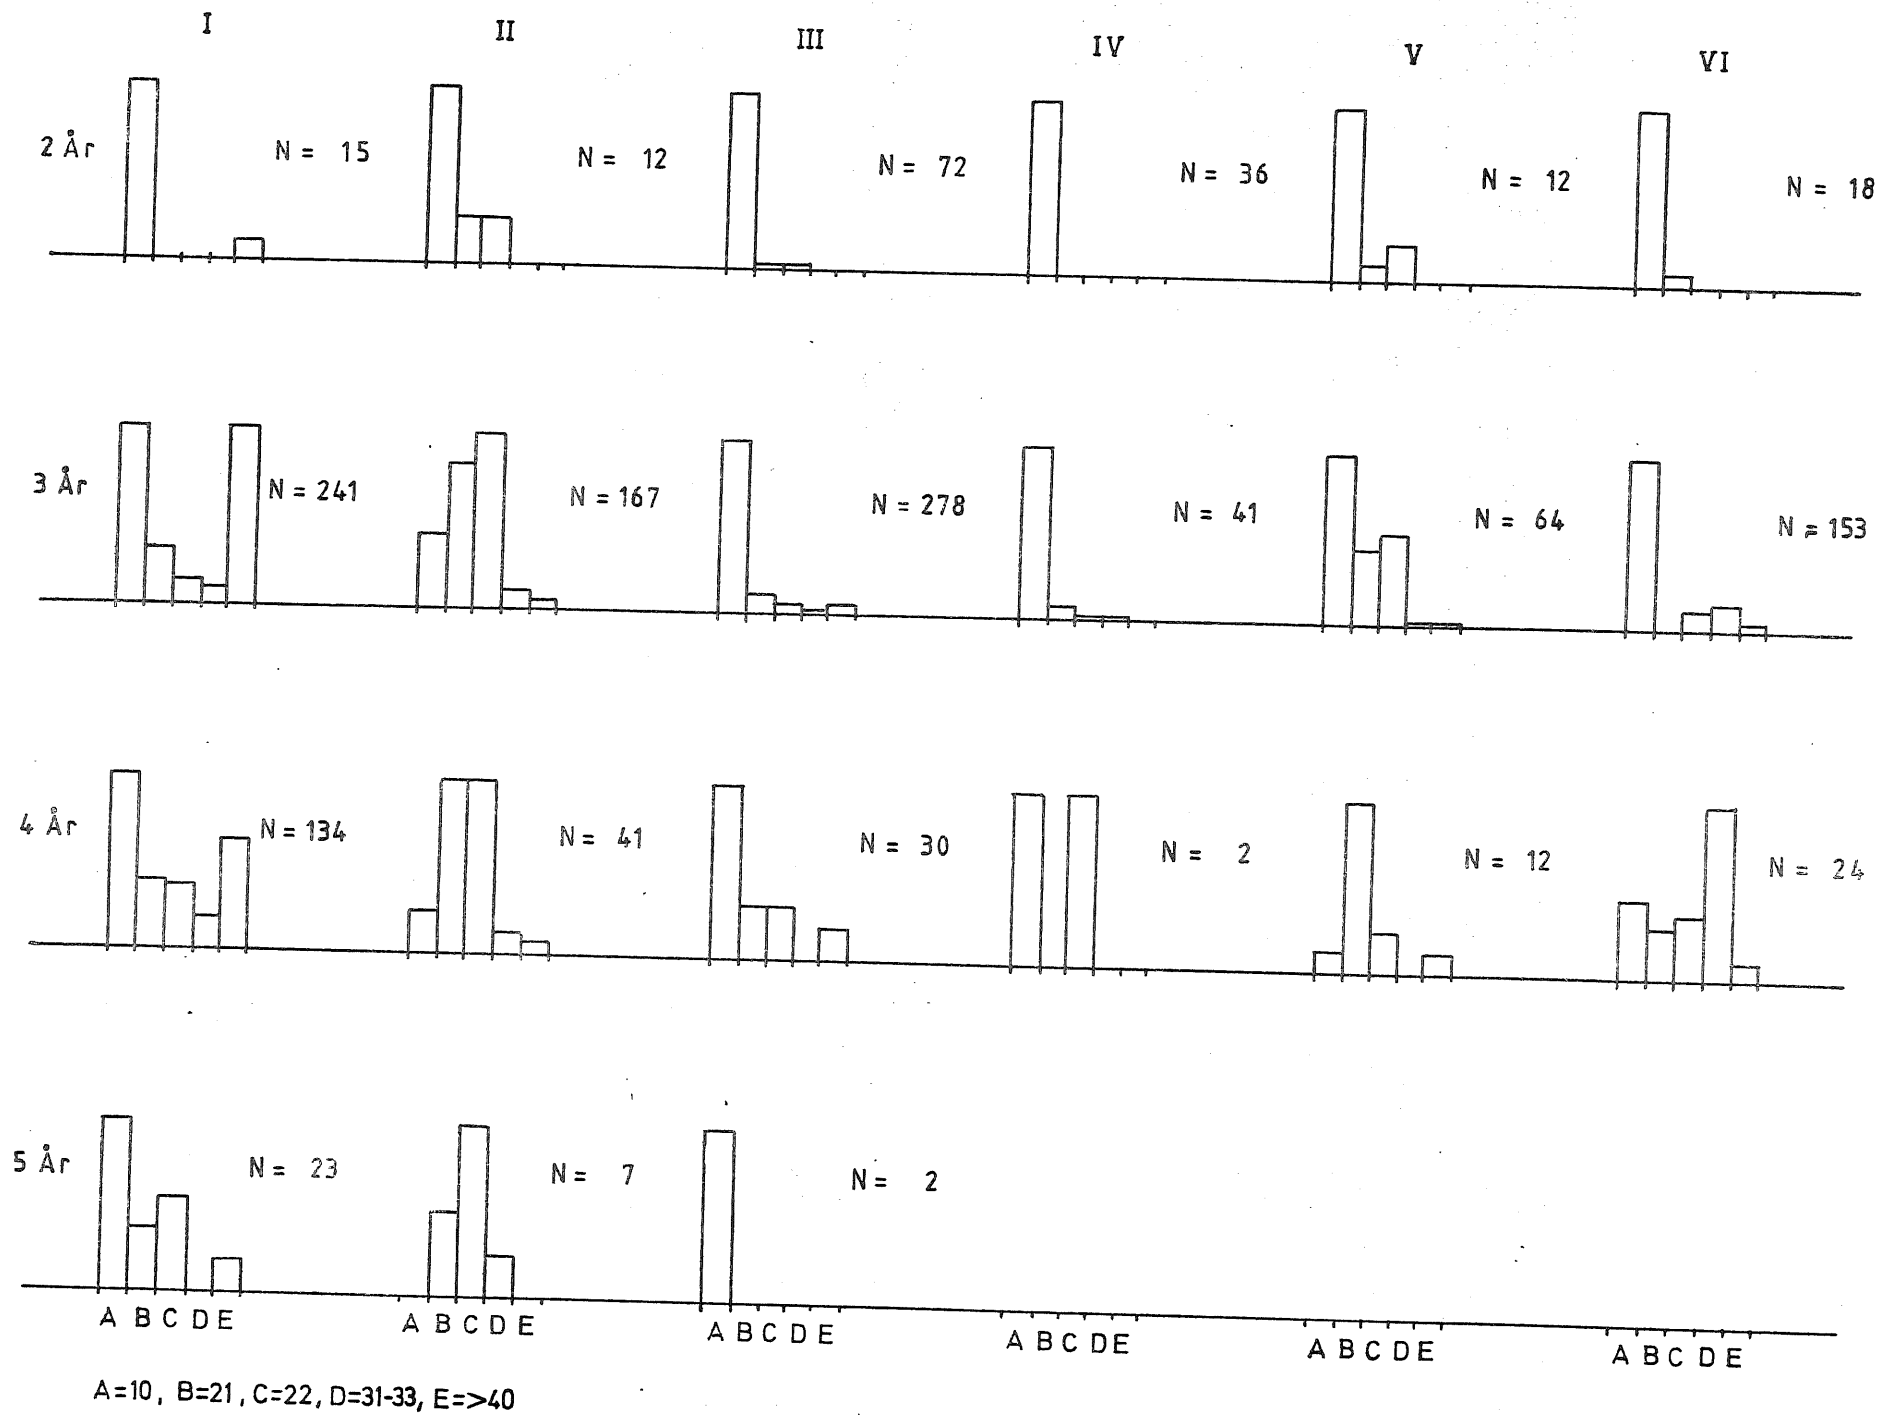 I II III IV V VI
2 År N = 15 N = 12 N = 72 N = 36 N = 12 N = 18
3 År N = 241 N = 167 N = 278 N = 41 N = 64 N = 153
4 År N = 134 N = 41 N = 30 N = 2 N = 12 N = 24
5 År N = 23 N = 7 N = 2
A B C D E A B C D E A B C D E A B C D E A B C D E A B C D E
A=10, B=21, C=22, D=31-33, E=>40